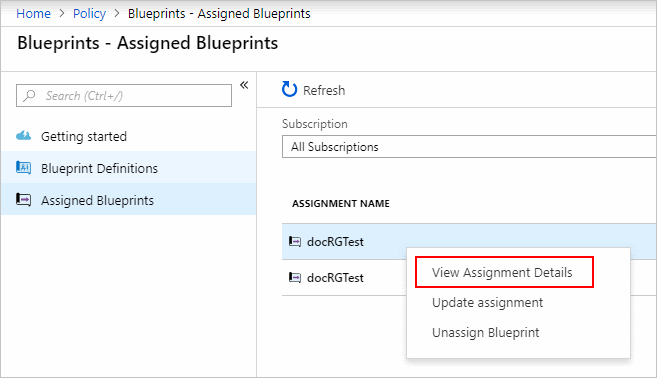 Home > Policy > Blueprints - Assigned Blueprints
Blueprints - Assigned Blueprints
Search (Ctrl+/)
«
Getting started
Blueprint Definitions
Assigned Blueprints
Refresh
Subscription
All Subscriptions
ASSIGNMENT NAME
docRGTest
docRGTest
View Assignment Details
Update assignment
Unassign Blueprint